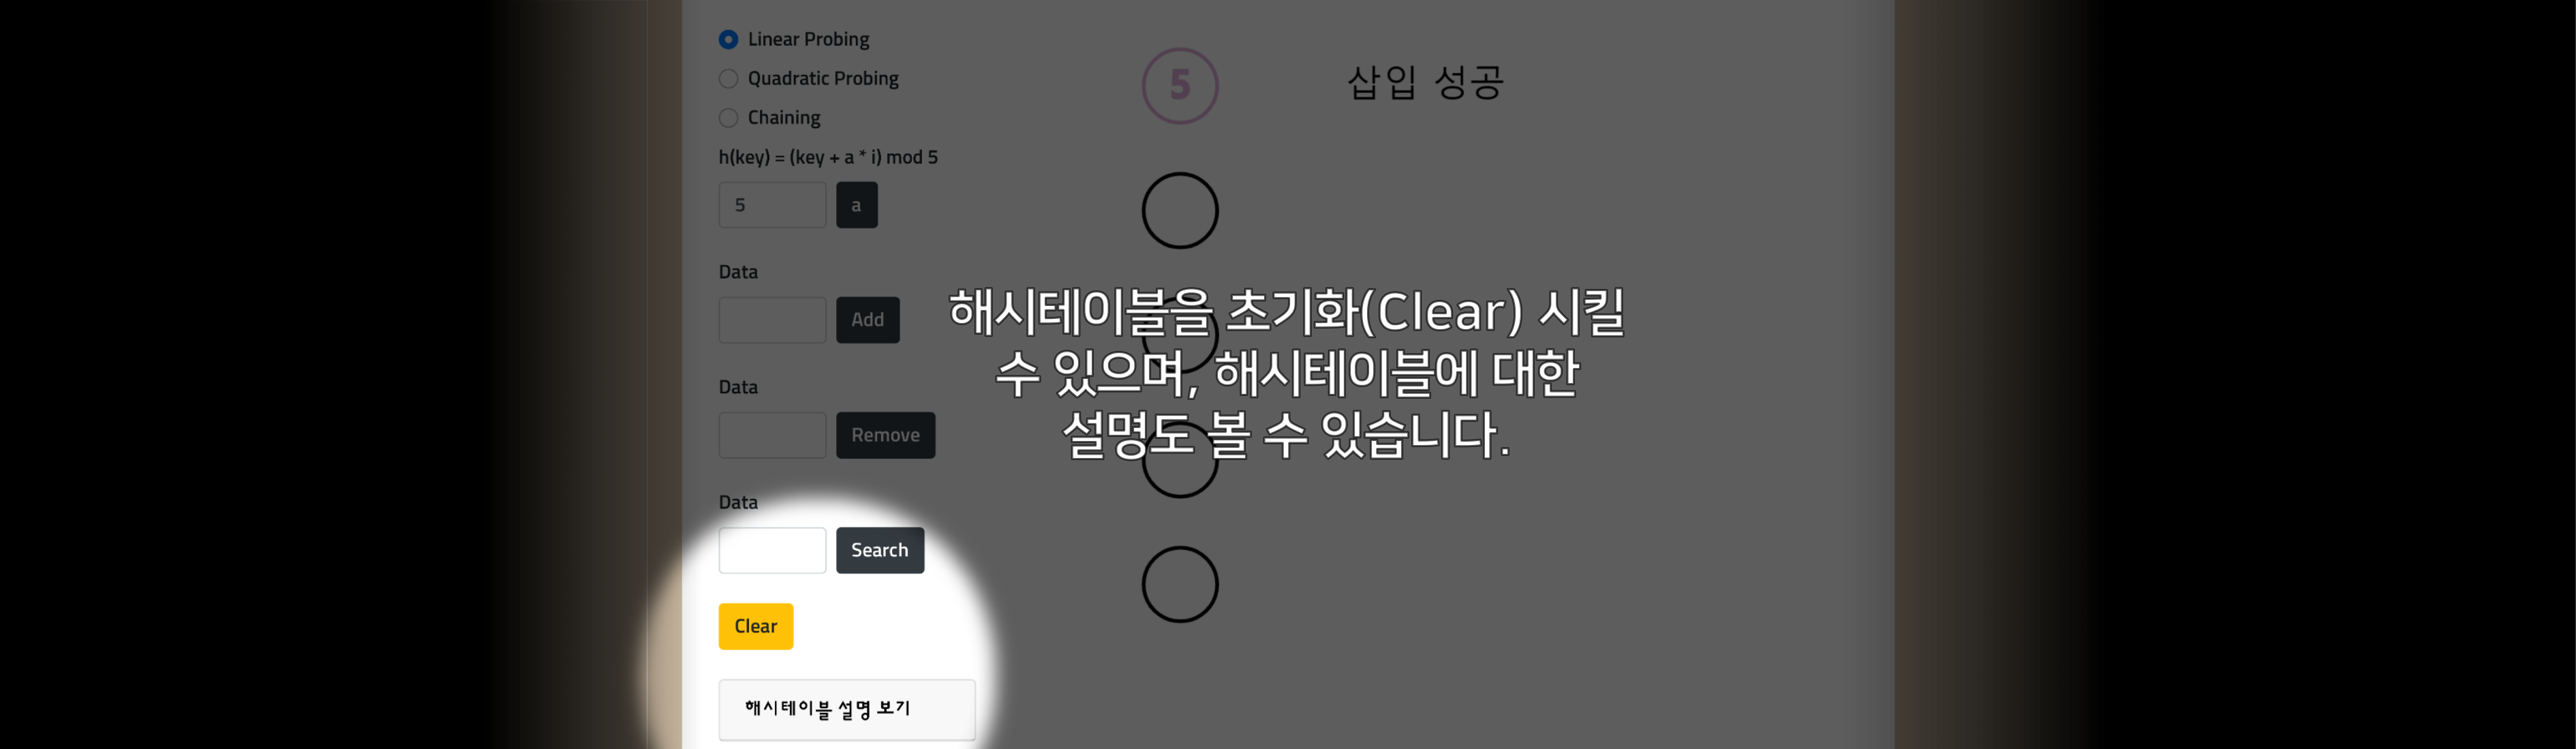 Linear Probing
Quadratic Probing
Chaining
h(key) = (key + a * i) mod 5
5 a
Data
Add
Data
Remove
Data
Search
Clear
해시테이블 설명 보기
5 삽입 성공
해시테이블을 초기화(Clear) 시킬
수 있으며, 해시테이블에 대한
설명도 볼 수 있습니다.